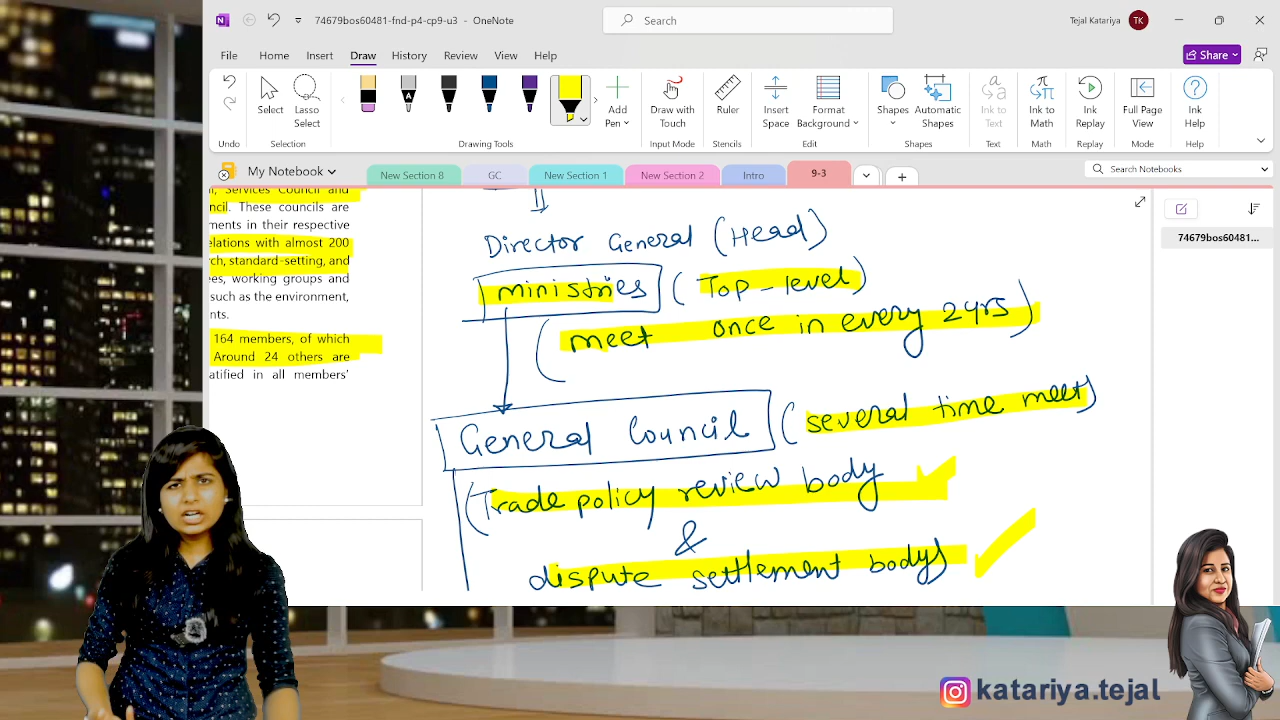 74679bos60481-fnd-p4-cp9-u3 - OneNote
Search
Tejal Katariya
TK
File Home Insert Draw History Review View Help
Share
Select
Lasso Select
Add Pen
Draw with Touch
Ruler
Insert Space
Format Background
Shapes
Automatic Shapes
Ink to Text
Ink to Math
Ink Replay
Full Page View
Ink Help
Undo Selection Drawing Tools Input Mode Stencils Edit Text Math Replay Mode Help
My Notebook
New Section 8
GC
New Section 1
New Section 2
Intro
9-3
Search Notebooks
74679bos60481...
Services Council and
These councils are
ments in their respective
elations with almost 200
rch, standard-setting, and
ees, working groups and
such as the environment,
nts.
164 members, of which
Around 24 others are
atified in all members'
Director General (Head)
ministries (Top-level)
(meet once in every 2yrs)
General Council (several time meet)
(Trade policy review body
&
dispute settlement body)
katariya.tejal